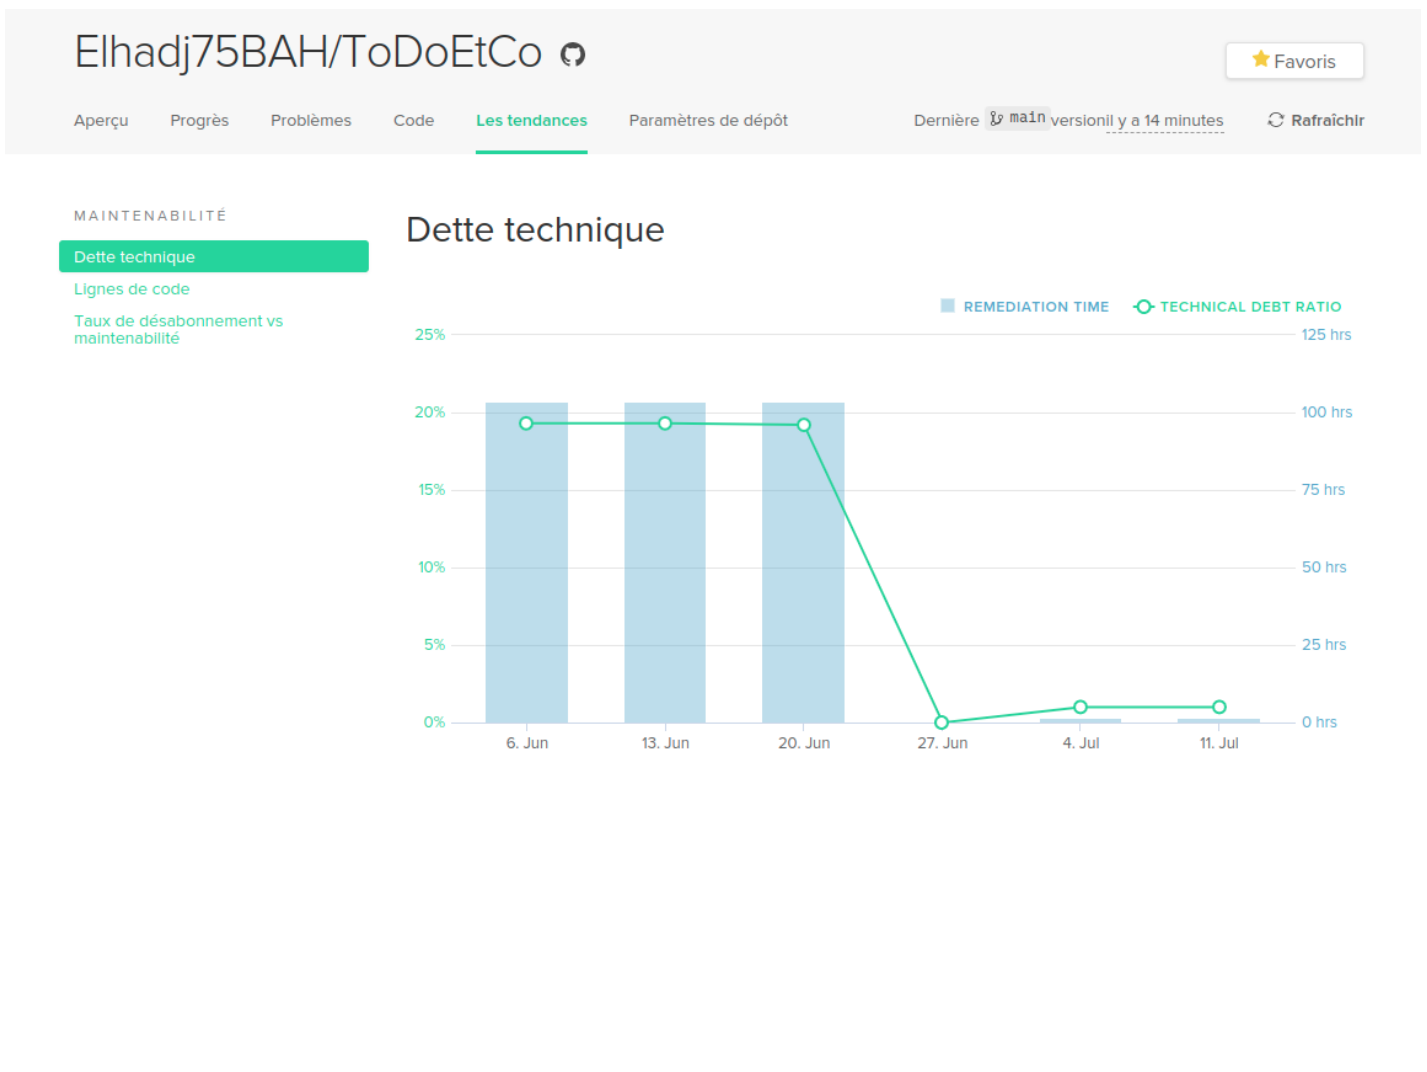 Elhadj75BAH/ToDoEtCo
Favoris
Aperçu Progrès Problèmes Code Les tendances Paramètres de dépôt Dernière main versionil y a 14 minutes Rafraîchir
MAINTENABILITÉ
Dette technique
Lignes de code
Taux de désabonnement vs
maintenabilité
Dette technique
REMEDIATION TIME TECHNICAL DEBT RATIO
25% 125 hrs
20% 100 hrs
15% 75 hrs
10% 50 hrs
5% 25 hrs
0% 0 hrs
6. Jun 13. Jun 20. Jun 27. Jun 4. Jul 11. Jul